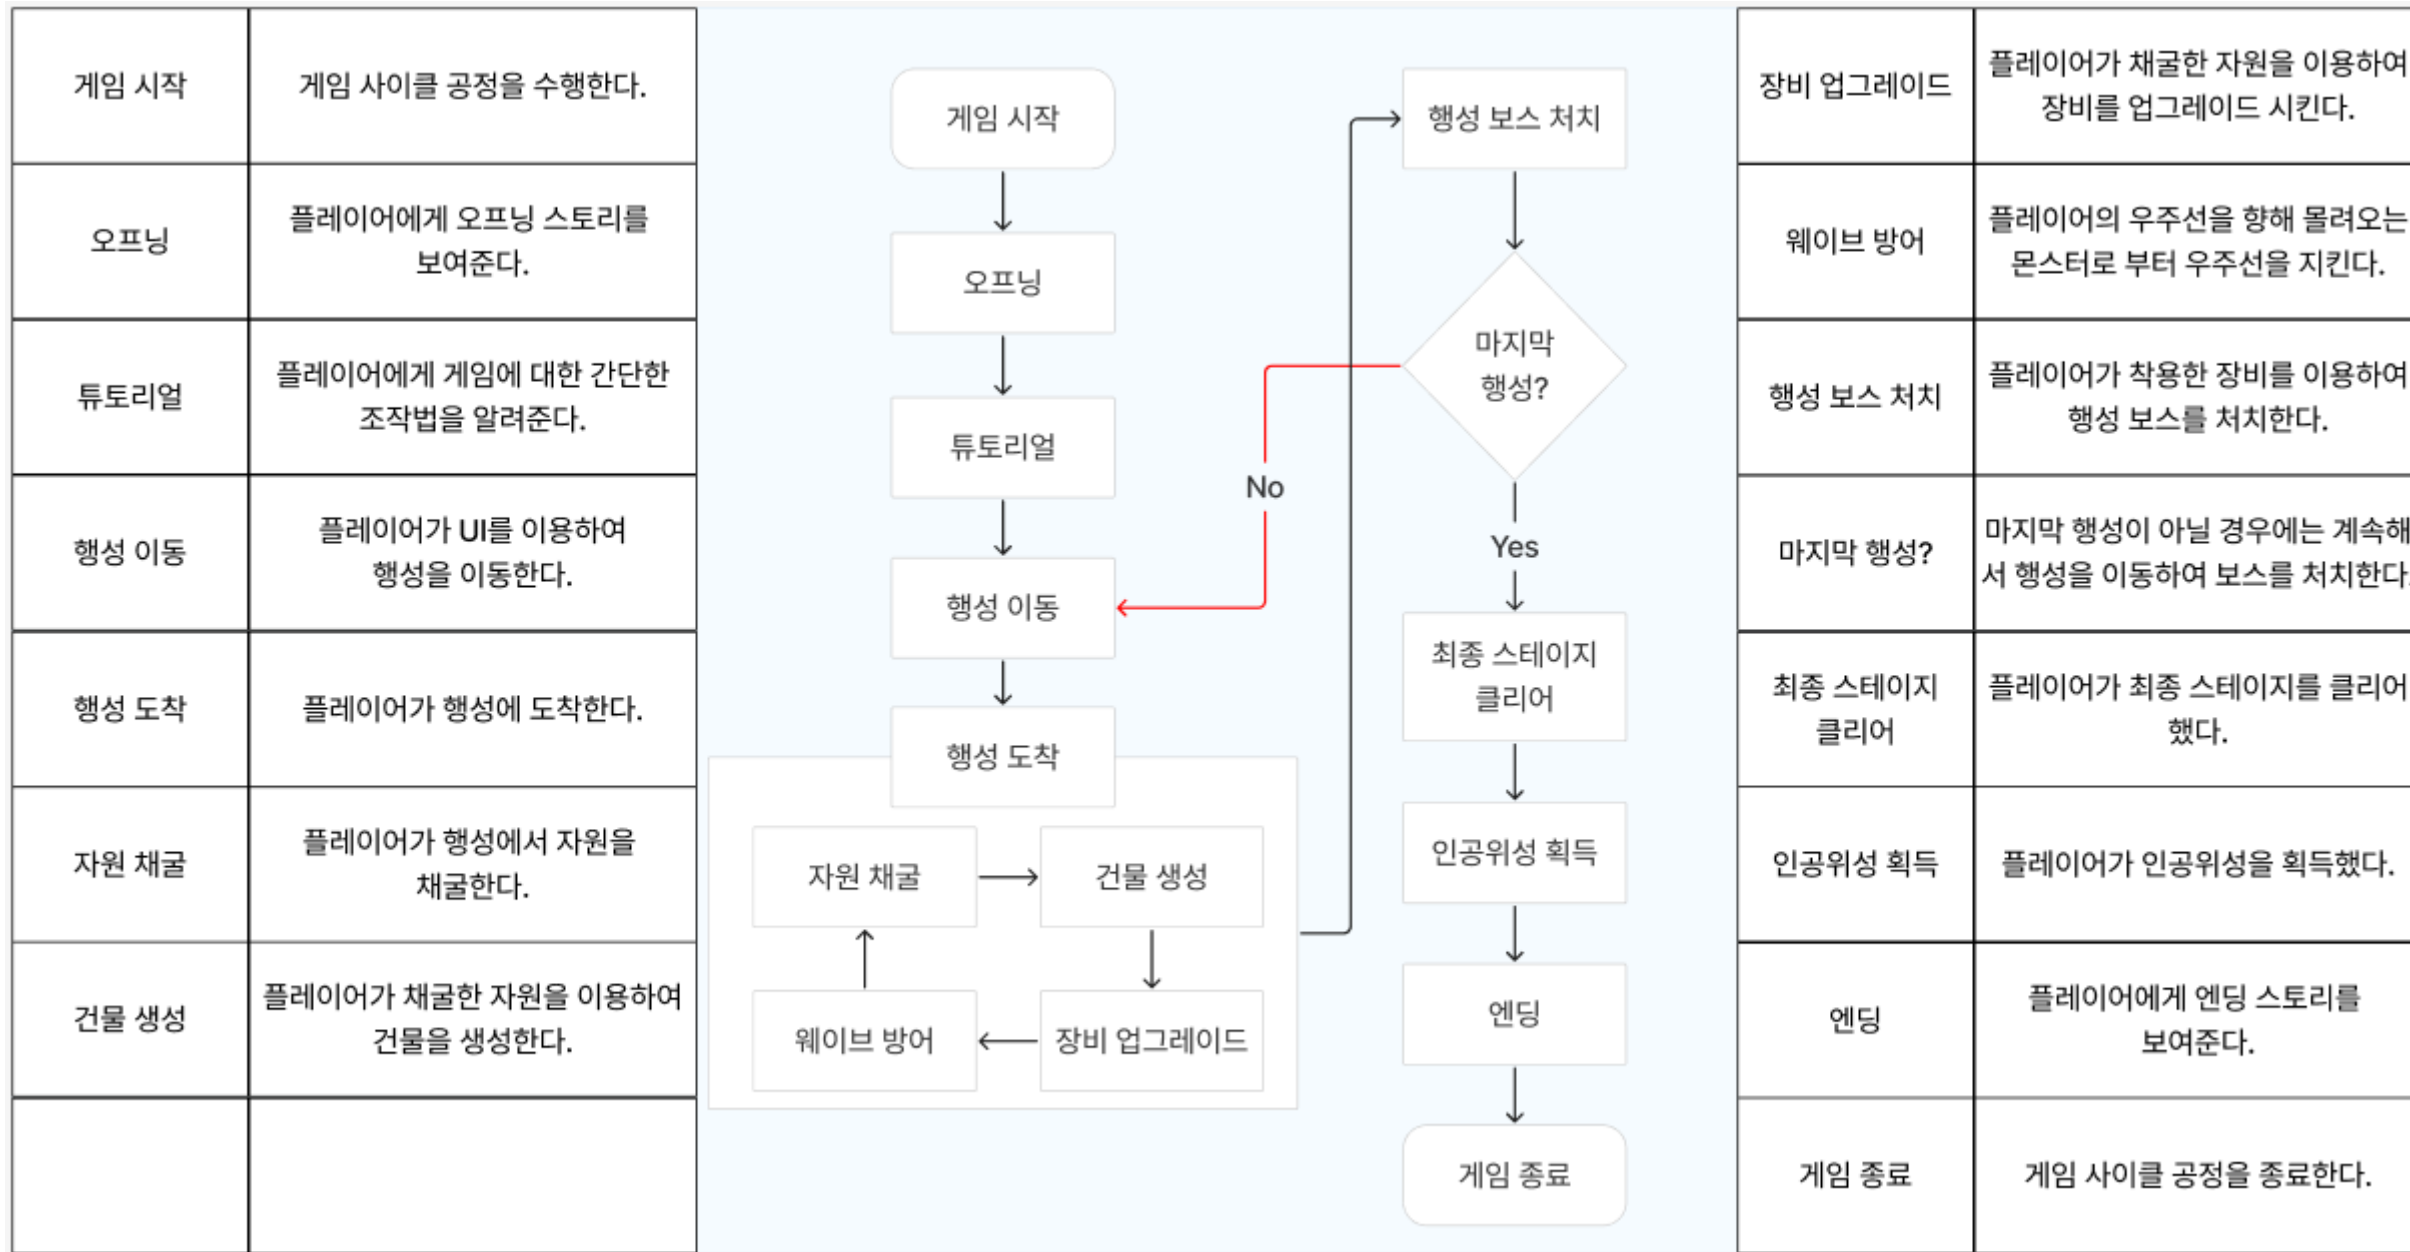 게임 시작
게임 사이클 공정을 수행한다.
오프닝
플레이어에게 오프닝 스토리를
보여준다.
튜토리얼
플레이어에게 게임에 대한 간단한
조작법을 알려준다.
행성 이동
플레이어가 UI를 이용하여
행성을 이동한다.
행성 도착
플레이어가 행성에 도착한다.
자원 채굴
플레이어가 행성에서 자원을
채굴한다.
건물 생성
플레이어가 채굴한 자원을 이용하여
건물을 생성한다.
게임 시작
오프닝
튜토리얼
행성 이동
행성 도착
자원 채굴
건물 생성
웨이브 방어
장비 업그레이드
No
행성 보스 처치
마지막
행성?
Yes
최종 스테이지
클리어
인공위성 획득
엔딩
게임 종료
장비 업그레이드
플레이어가 채굴한 자원을 이용하여
장비를 업그레이드 시킨다.
웨이브 방어
플레이어의 우주선을 향해 몰려오는
몬스터로 부터 우주선을 지킨다.
행성 보스 처치
플레이어가 착용한 장비를 이용하여
행성 보스를 처치한다.
마지막 행성?
마지막 행성이 아닐 경우에는 계속해
서 행성을 이동하여 보스를 처치한다.
최종 스테이지
클리어
플레이어가 최종 스테이지를 클리어
했다.
인공위성 획득
플레이어가 인공위성을 획득했다.
엔딩
플레이어에게 엔딩 스토리를
보여준다.
게임 종료
게임 사이클 공정을 종료한다.